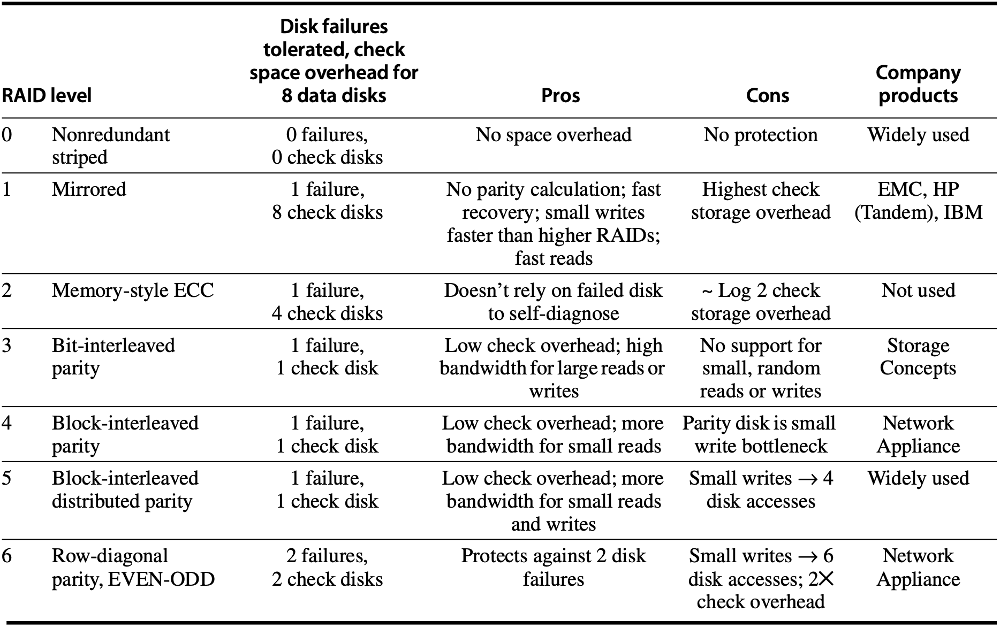 Disk failures
tolerated, check
space overhead for
8 data disks
Company
products
RAID level
Pros
Cons
0 Nonredundant
striped
0 failures,
0 check disks
No space overhead
No protection
Widely used
1 Mirrored
1 failure,
8 check disks
No parity calculation; fast
recovery; small writes
faster than higher RAIDs;
fast reads
Highest check
storage overhead
EMC, HP
(Tandem), IBM
2 Memory-style ECC
1 failure,
4 check disks
Doesn’t rely on failed disk
to self-diagnose
~ Log 2 check
storage overhead
Not used
3 Bit-interleaved
parity
1 failure,
1 check disk
Low check overhead; high
bandwidth for large reads or
writes
No support for
small, random
reads or writes
Storage
Concepts
4 Block-interleaved
parity
1 failure,
1 check disk
Low check overhead; more
bandwidth for small reads
Parity disk is small
write bottleneck
Network
Appliance
5 Block-interleaved
distributed parity
1 failure,
1 check disk
Low check overhead; more
bandwidth for small reads
and writes
Small writes → 4
disk accesses
Widely used
6 Row-diagonal
parity, EVEN-ODD
2 failures,
2 check disks
Protects against 2 disk
failures
Small writes → 6
disk accesses; 2×
check overhead
Network
Appliance